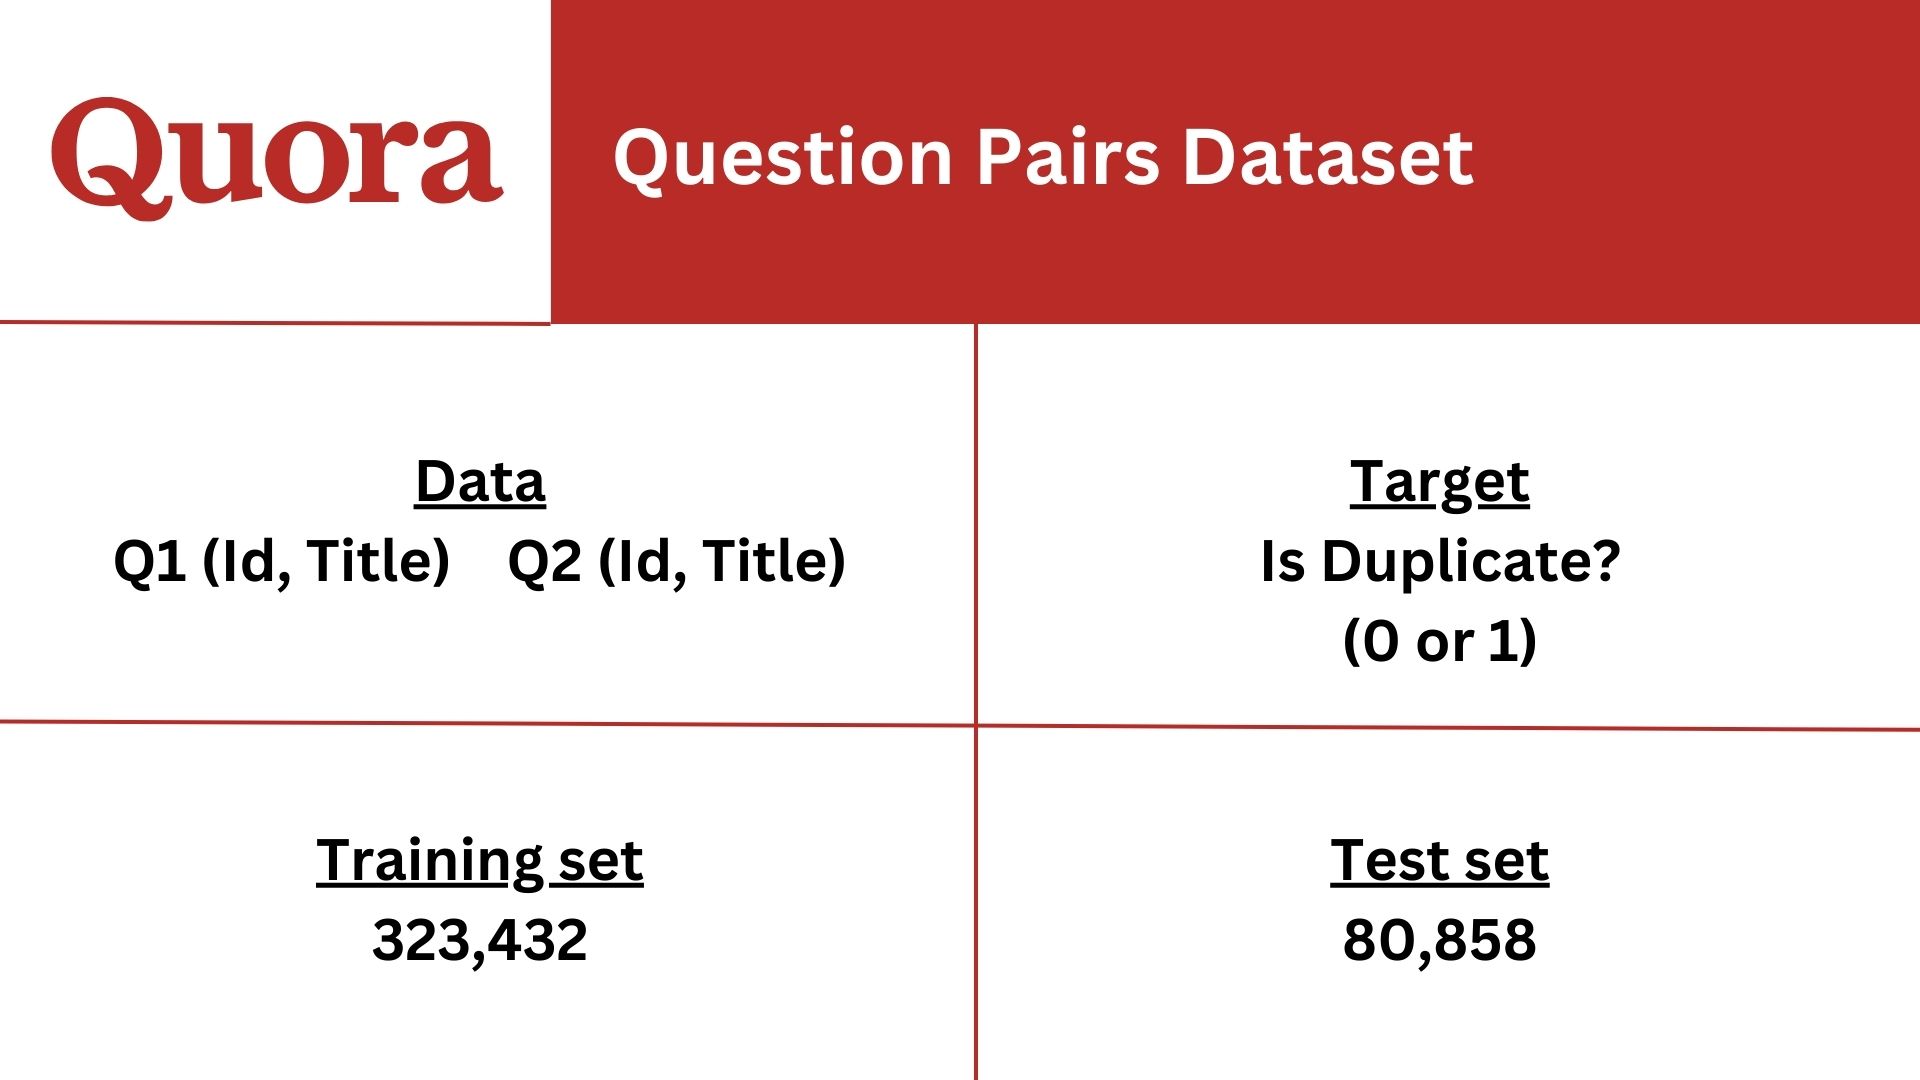 Quora
Question Pairs Dataset
Data
Q1 (Id, Title) Q2 (Id, Title)
Target
Is Duplicate?
(0 or 1)
Training set
323,432
Test set
80,858